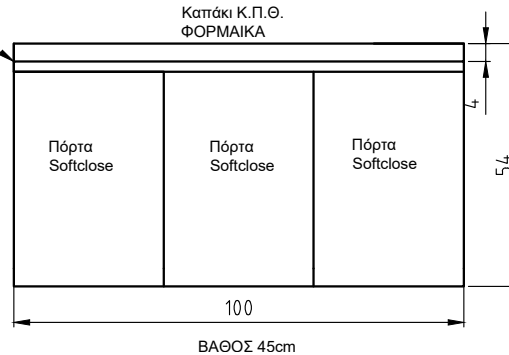 Καπάκι Κ.Π.Θ.
ΦΟΡΜΑΙΚΑ
4
Πόρτα
Softclose
Πόρτα
Softclose
Πόρτα
Softclose
54
100
ΒΑΘΟΣ 45cm